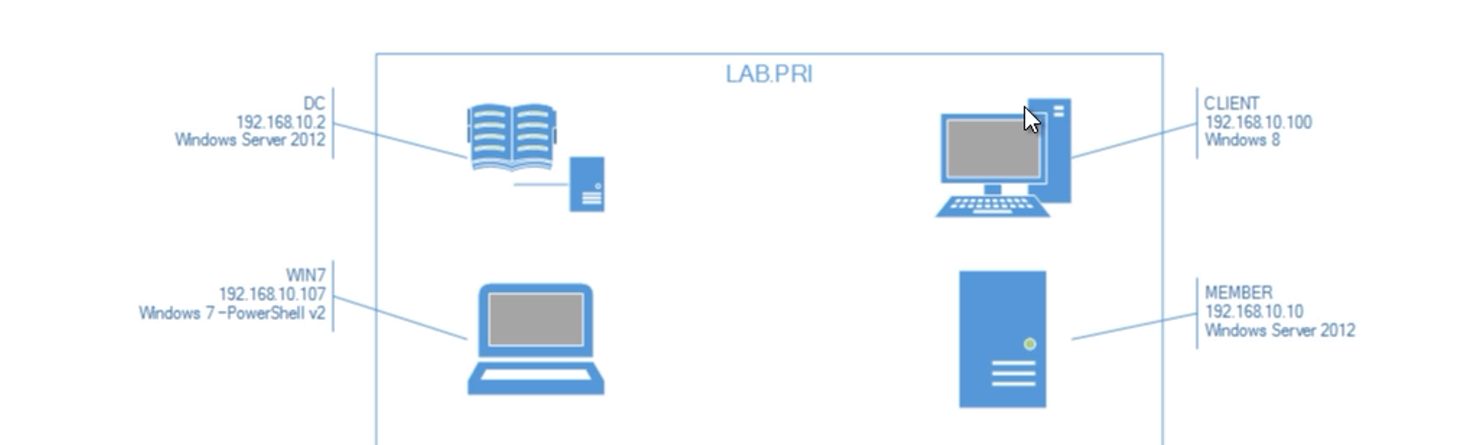 LAB.PRI
DC
192.168.10.2
Windows Server 2012
CLIENT
192.168.10.100
Windows 8
WIN7
192.168.10.107
Windows 7 -PowerShell v2
MEMBER
192.168.10.10
Windows Server 2012